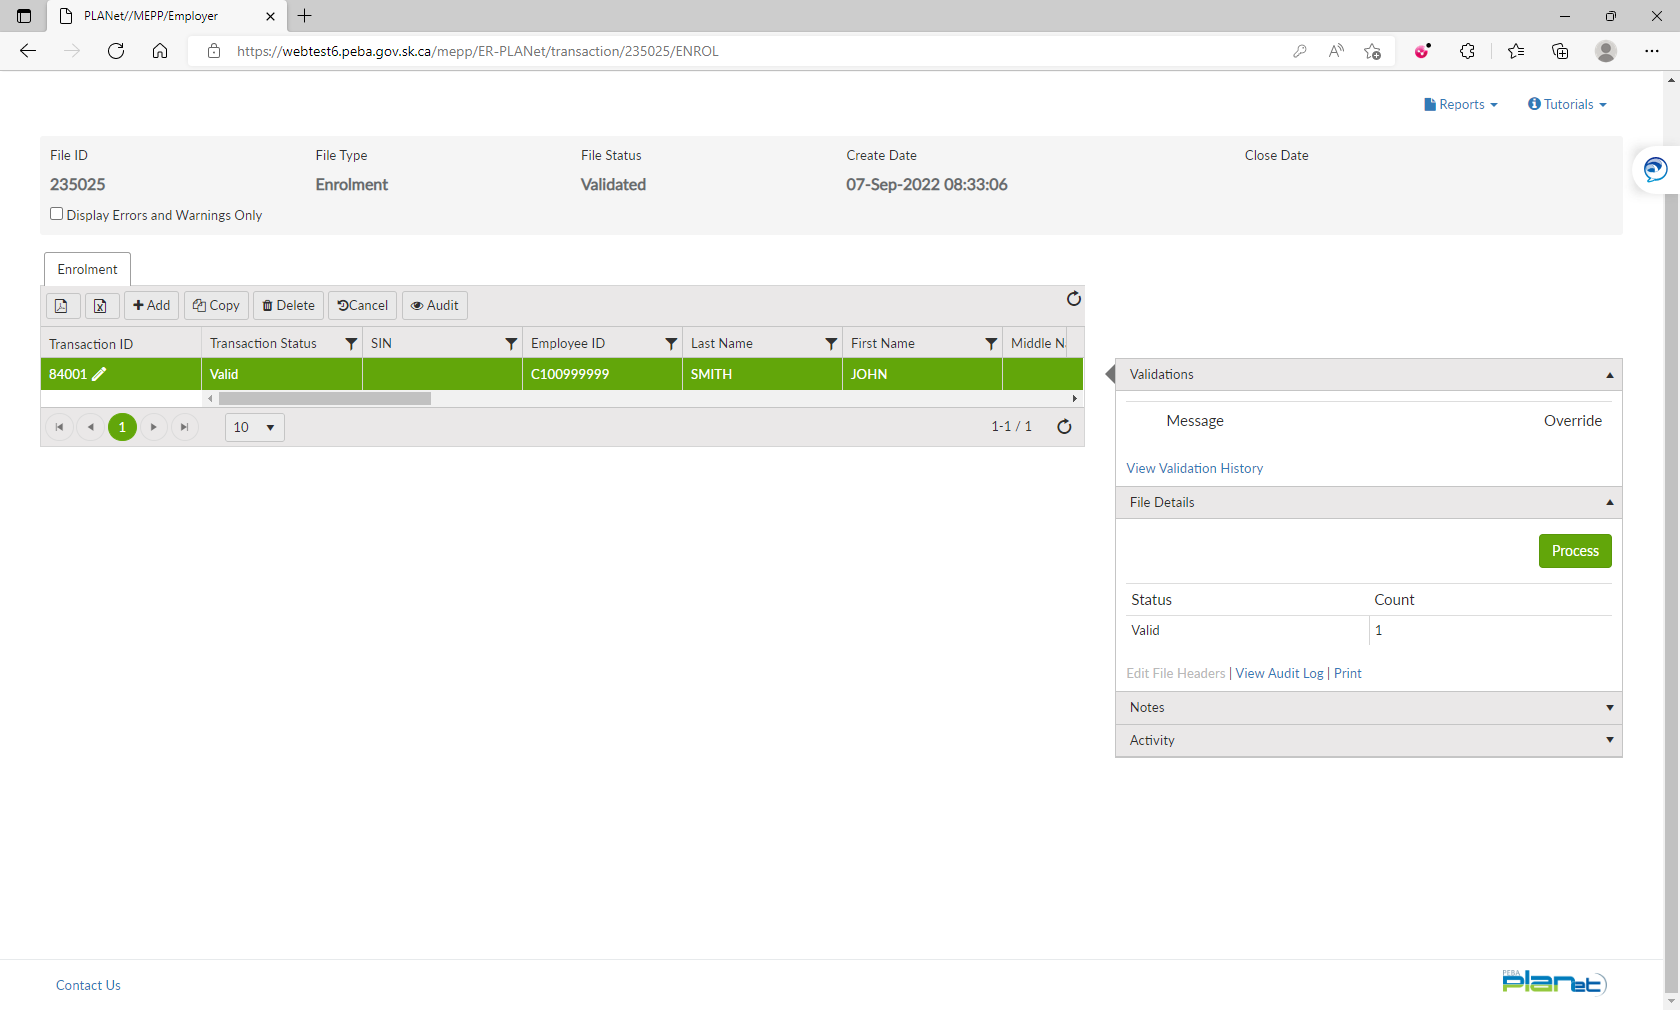 PLANet//MEPP/Employer
https://webtest6.peba.gov.sk.ca/mepp/ER-PLANet/transaction/235025/ENROL
Reports Tutorials
File ID File Type File Status Create Date Close Date
235025 Enrolment Validated 07-Sep-2022 08:33:06
Display Errors and Warnings Only
Enrolment
Add Copy Delete Cancel Audit
Transaction ID Transaction Status SIN Employee ID Last Name First Name Middle N
84001 Valid C100999999 SMITH JOHN
1 10 1-1 / 1
Validations
Message Override
View Validation History
File Details
Process
Status Count
Valid 1
Edit File Headers | View Audit Log | Print
Notes
Activity
Contact Us
PEBA
planet